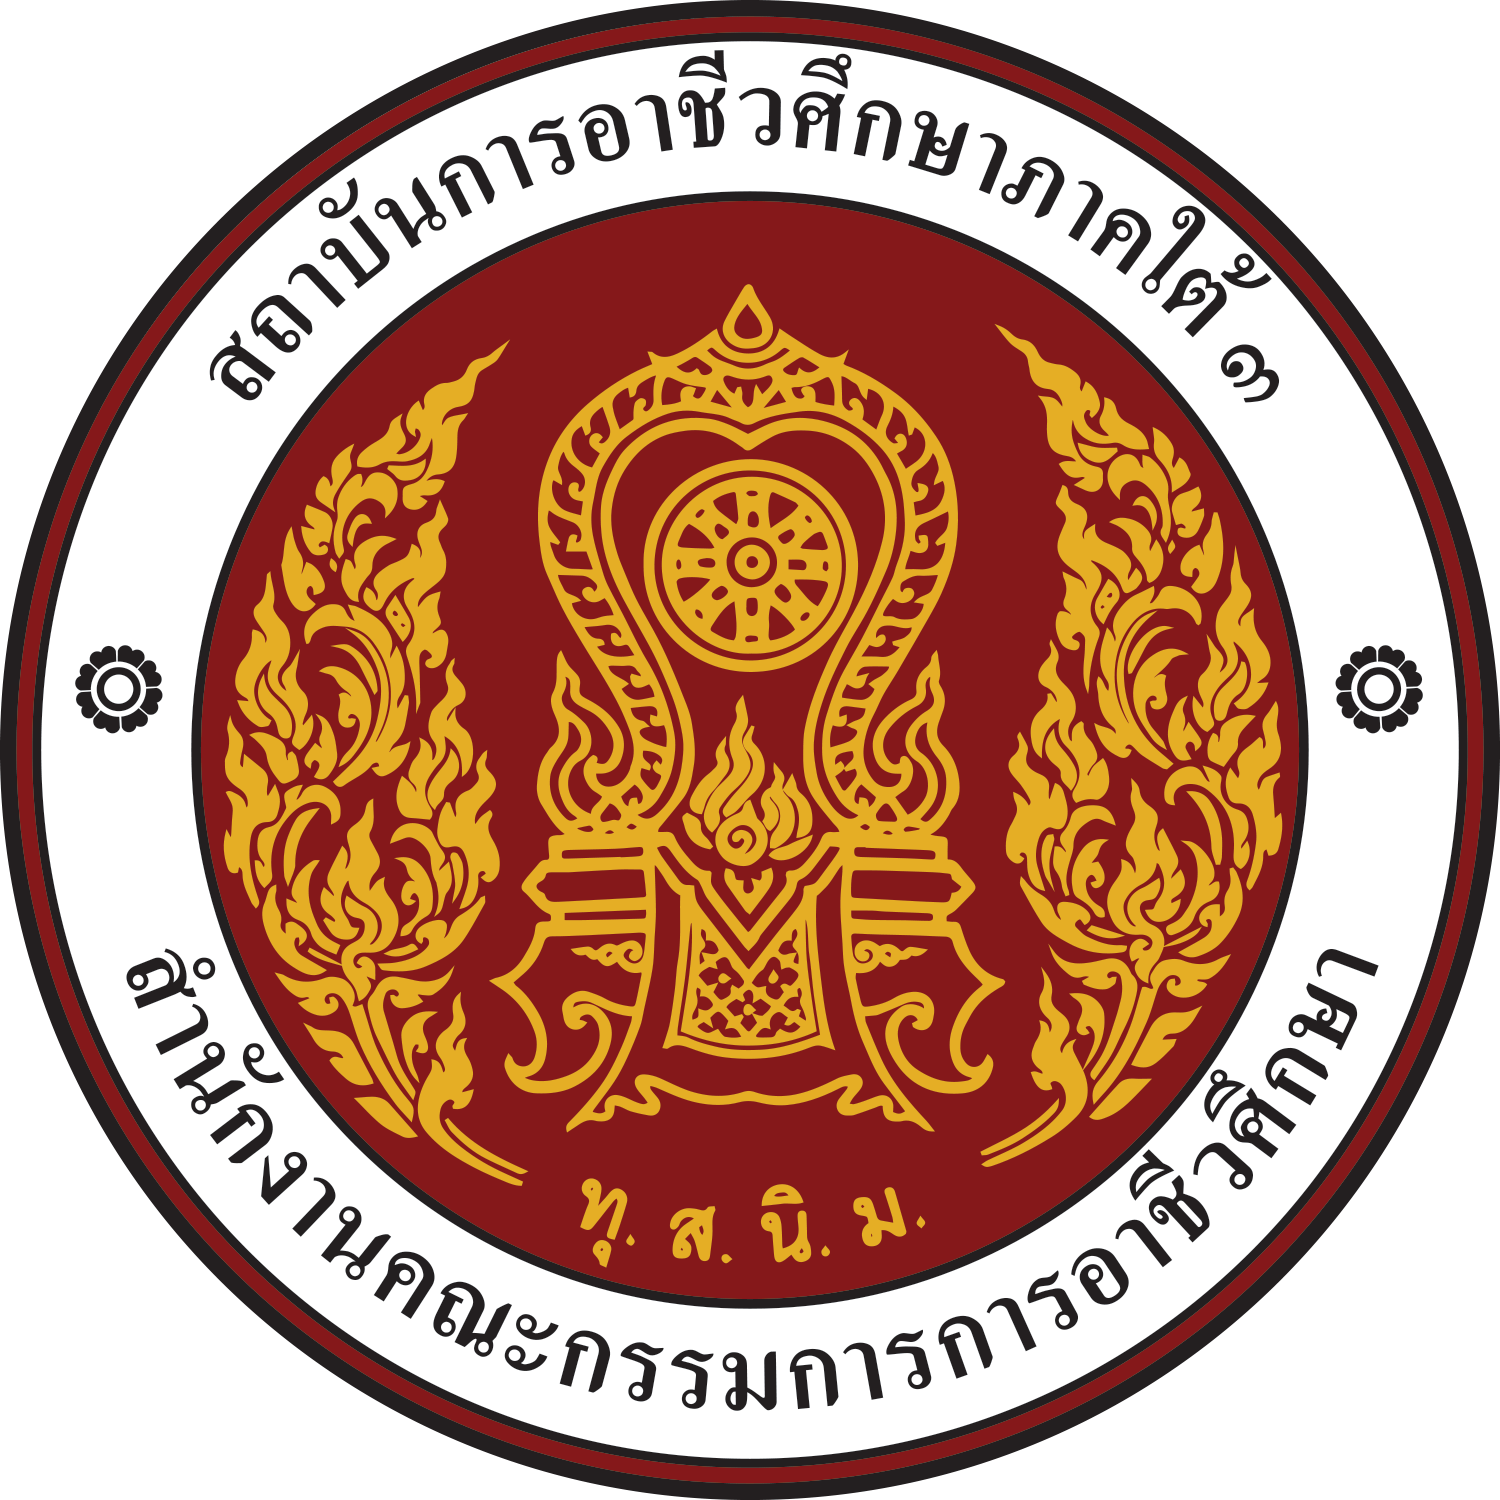 สถาบันการอาชีวศึกษาภาคใต้ ๓
ทุ. ส. นิ. ม.
สำนักงานคณะกรรมการการอาชีวศึกษา